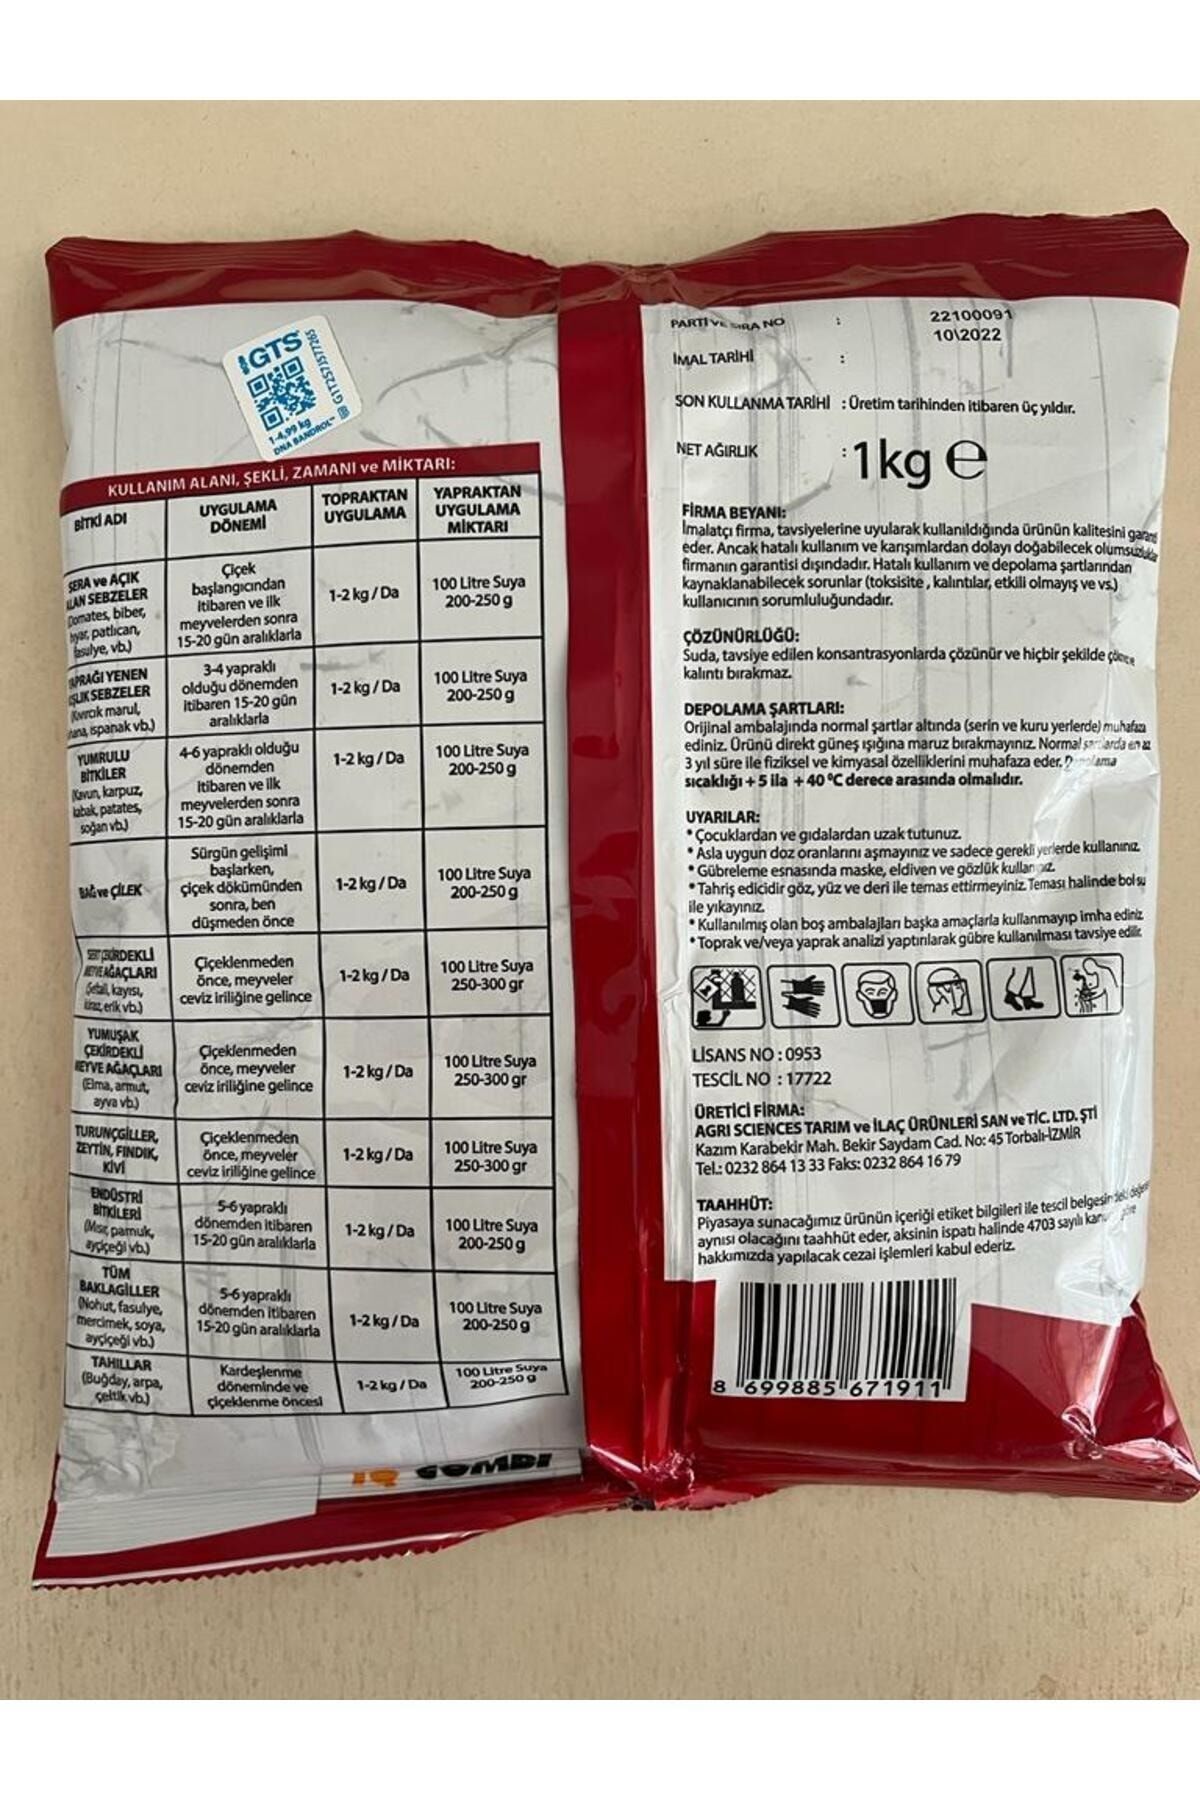 GTS
G1T257J577265
1-4,99 kg
DNA BANDROL™
KULLANIM ALANI, ŞEKLİ, ZAMANI ve MİKTARI:
BİTKİ ADI
UYGULAMA
DÖNEMİ
TOPRAKTAN
UYGULAMA
YAPRAKTAN
UYGULAMA
MİKTARI
SERA ve AÇIK
ALAN SEBZELER
Domates, biber,
patlıcan,
vb.)
Çiçek
başlangıcından
itibaren ve ilk
meyvelerden sonra
15-20 gün aralıklarla
1-2 kg / Da
100 Litre Suya
200-250 g
YENEN
SEBZELER
(Kıvırcık marul,
ıspanak vb.)
3-4 yapraklı
olduğu dönemden
itibaren 15-20 gün
aralıklarla
1-2 kg / Da
100 Litre Suya
200-250 g
YUMRULU
BİTKİLER
(Kavun, karpuz,
kabak, patates,
soğan vb.)
4-6 yapraklı olduğu
dönemden
itibaren ve ilk
meyvelerden sonra
15-20 gün aralıklarla
1-2 kg / Da
100 Litre Suya
200-250 g
BAĞ ve ÇİLEK
Sürgün gelişimi
başlarken,
çiçek dökümünden
sonra, ben
düşmeden önce
1-2 kg / Da
100 Litre Suya
200-250 g
SERT ÇEKİRDEKLİ
MEYVE AĞAÇLARI
kayısı,
erik vb.)
Çiçeklenmeden
önce, meyveler
ceviz iriliğine gelince
1-2 kg / Da
100 Litre Suya
250-300 gr
YUMUŞAK
ÇEKİRDEKLİ
MEYVE AĞAÇLARI
(Elma, armut,
ayva vb.)
Çiçeklenmeden
önce, meyveler
ceviz iriliğine gelince
1-2 kg / Da
100 Litre Suya
250-300 gr
TURUNÇGİLLER,
ZEYTİN, FINDIK,
KİVİ
Çiçeklenmeden
önce, meyveler
ceviz iriliğine gelince
1-2 kg / Da
100 Litre Suya
250-300 gr
ENDÜSTRİ
BİTKİLERİ
(Mısır, pamuk,
ayçiçeği vb.)
5-6 yapraklı
dönemden itibaren
15-20 gün aralıklarla
1-2 kg / Da
100 Litre Suya
200-250 g
TÜM
BAKLAGİLLER
(Nohut, fasulye,
mercimek, soya,
ayçiçeği vb.)
5-6 yapraklı
dönemden itibaren
15-20 gün aralıklarla
1-2 kg / Da
100 Litre Suya
200-250 g
TAHILLAR
(Buğday, arpa,
çeltik vb.)
Kardeşlenme
döneminde ve
çiçeklenme öncesi
1-2 kg / Da
100 Litre Suya
200-250 g
IQ COMBI
PARTİ VE SIRA NO : 22100091
10\2022
İMAL TARİHİ :
SON KULLANMA TARİHİ : Üretim tarihinden itibaren üç yıldır.
NET AĞIRLIK : 1 kg e
FİRMA BEYANI:
İmalatçı firma, tavsiyelerine uyularak kullanıldığında ürünün kalitesini garanti
eder. Ancak hatalı kullanım ve karışımlardan dolayı doğabilecek olumsuzluklar
firmanın garantisi dışındadır. Hatalı kullanım ve depolama şartlarından
kaynaklanabilecek sorunlar (toksisite , kalıntılar, etkili olmayış ve vs.)
kullanıcının sorumluluğundadır.
ÇÖZÜNÜRLÜĞÜ:
Suda, tavsiye edilen konsantrasyonlarda çözünür ve hiçbir şekilde
kalıntı bırakmaz.
DEPOLAMA ŞARTLARI:
Orijinal ambalajında normal şartlar altında (serin ve kuru yerlerde) muhafaza
ediniz. Ürünü direkt güneş ışığına maruz bırakmayınız. Normal şartlarda en az
3 yıl süre ile fiziksel ve kimyasal özelliklerini muhafaza eder. Depolama
sıcaklığı + 5 ila + 40 °C derece arasında olmalıdır.
UYARILAR:
* Çocuklardan ve gıdalardan uzak tutunuz.
* Asla uygun doz oranlarını aşmayınız ve sadece gerekli yerlerde kullanınız.
* Gübreleme esnasında maske, eldiven ve gözlük kullanınız.
* Tahriş edicidir göz, yüz ve deri ile temas ettirmeyiniz. Teması halinde bol su
ile yıkayınız.
* Kullanılmış olan boş ambalajları başka amaçlarla kullanmayıp imha ediniz
* Toprak ve/veya yaprak analizi yaptırılarak gübre kullanılması tavsiye edilir.
LİSANS NO : 0953
TESCİL NO : 17722
ÜRETİCİ FİRMA:
AGRI SCIENCES TARIM ve İLAÇ ÜRÜNLERİ SAN ve TİC. LTD. ŞTİ
Kazım Karabekir Mah. Bekir Saydam Cad. No: 45 Torbalı-İZMİR
Tel.: 0232 864 13 33 Faks: 0232 864 16 79
TAAHHÜT:
Piyasaya sunacağımız ürünün içeriği etiket bilgileri ile tescil belgesindeki
aynısı olacağını taahhüt eder, aksinin ispatı halinde 4703 sayılı
hakkımızda yapılacak cezai işlemleri kabul ederiz.
8 699885 671911